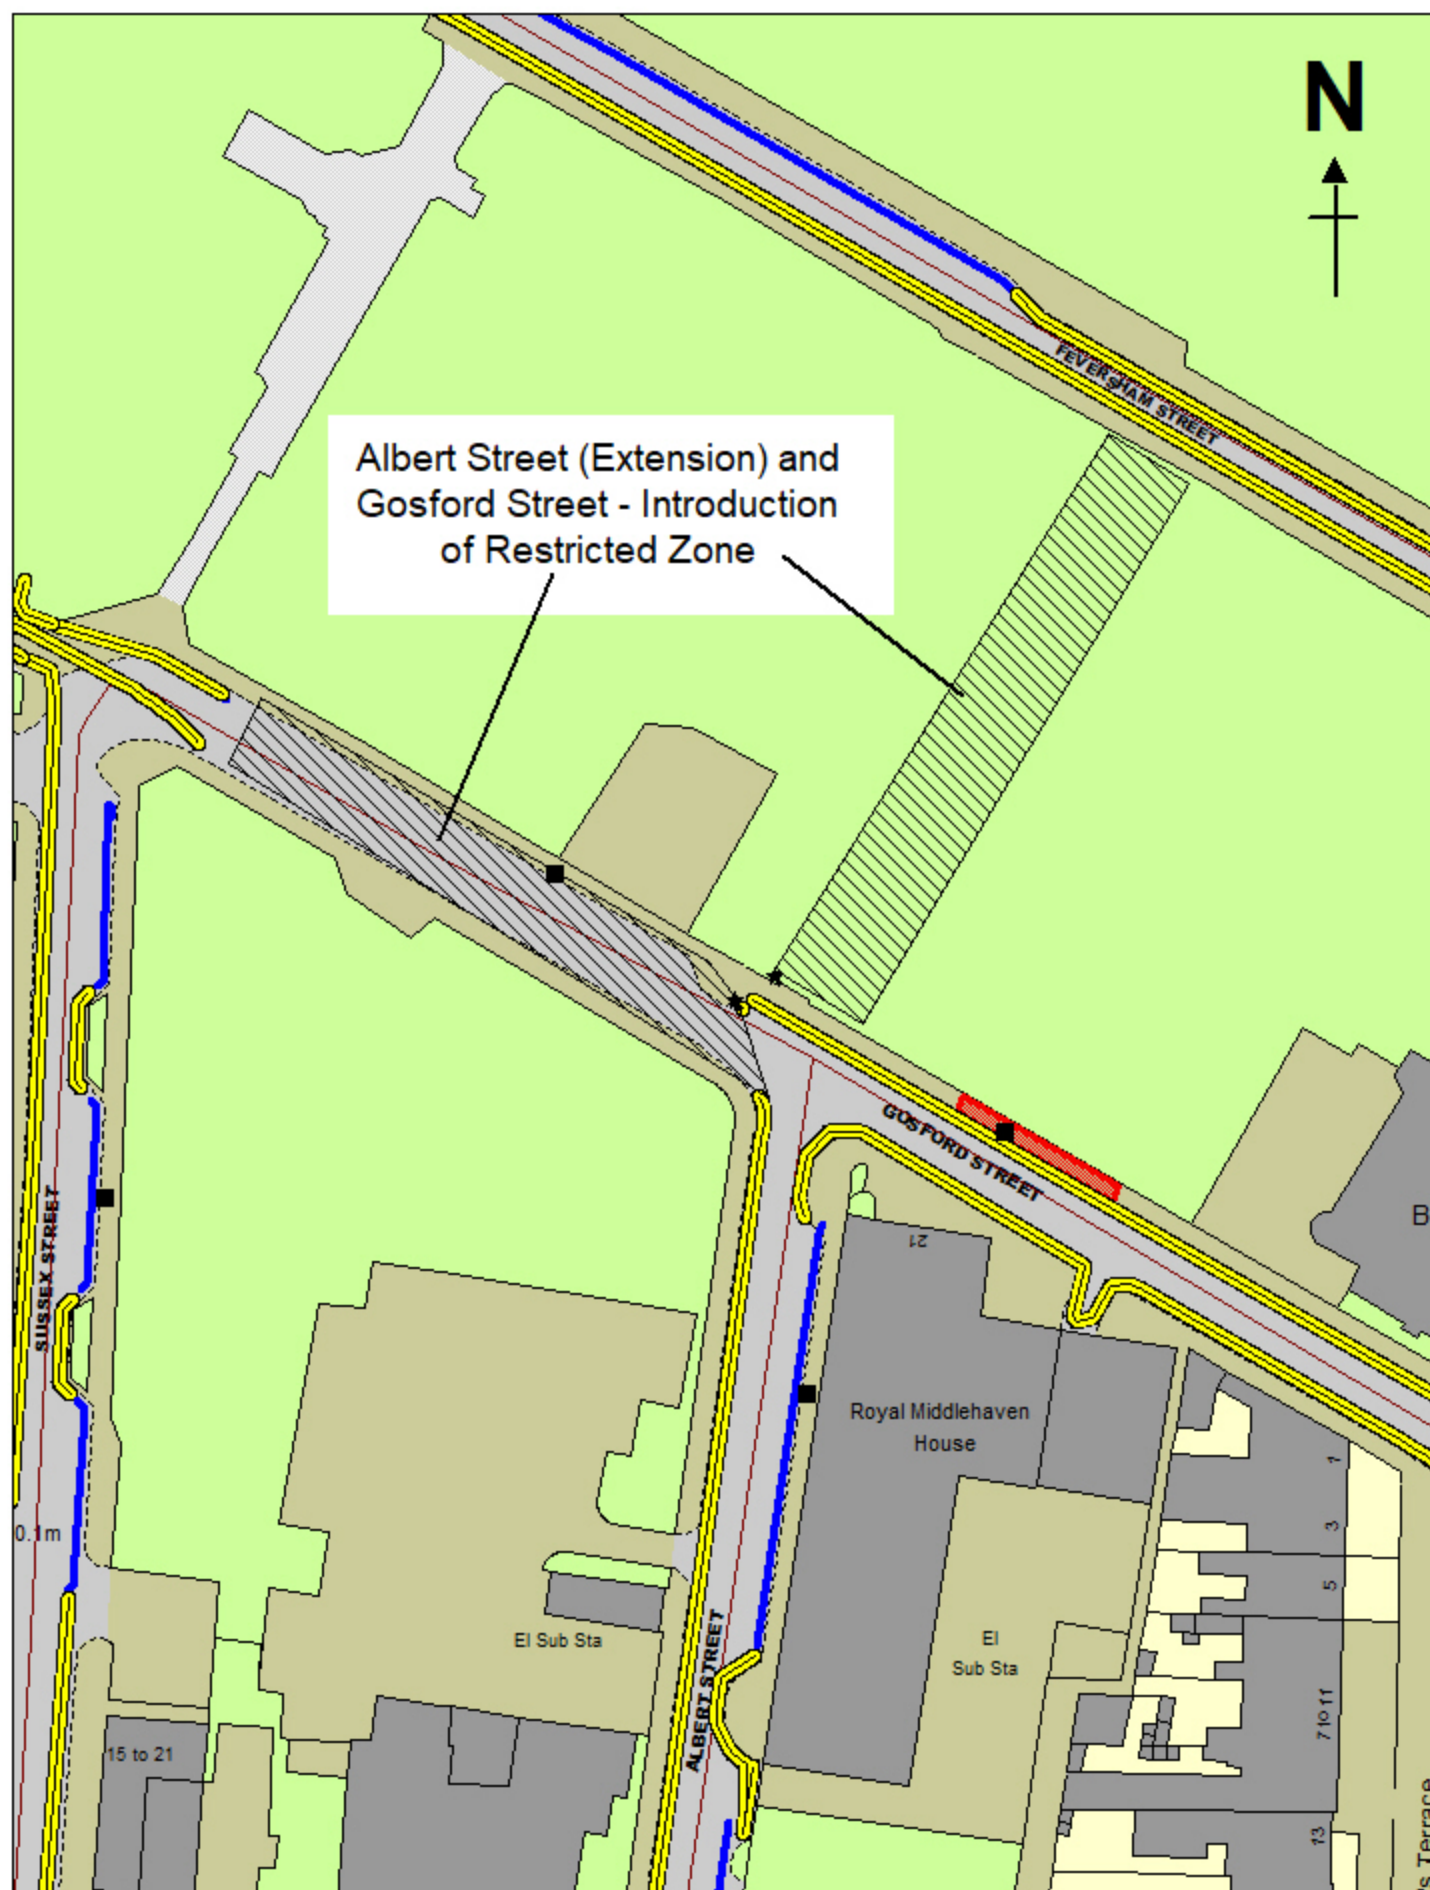 N
FEVERSHAM STREET
Albert Street (Extension) and
Gosford Street - Introduction
of Restricted Zone
GOSFORD STREET
SUSSEX STREET
21
B
Royal Middlehaven
House
1
3
0.1m
5
El Sub Sta
El
Sub Sta
ALBERT STREET
7 to 11
15 to 21
13
's Terrace